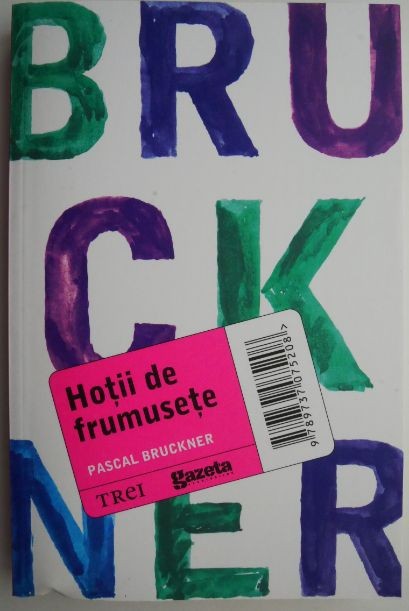 BRU
CK
NER
Hoții de
frumusețe
PASCAL BRUCKNER
TREI
gazeta
9789737075208>